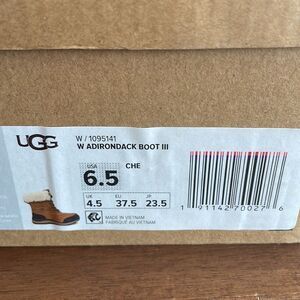 UGG
W / 1095141
W ADIRONDACK BOOT III
USA
CHE
6.5
UK EU JP
4.5 37.5 23.5
MADE IN VIETNAM
FABRIQUÉ AU VIETNAM
1 91142 70027 6